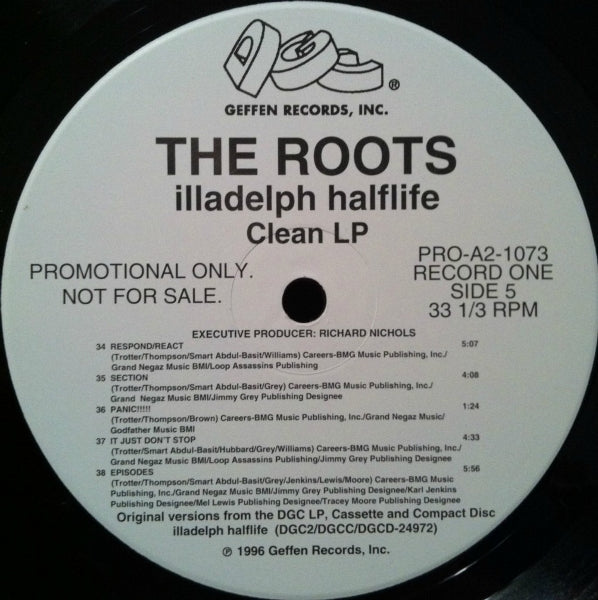 GEFFEN RECORDS, INC.
THE ROOTS
illadelph halflife
Clean LP
PROMOTIONAL ONLY.
NOT FOR SALE.
PRO-A2-1073
RECORD ONE
SIDE 5
33 1/3 RPM
EXECUTIVE PRODUCER: RICHARD NICHOLS
34 RESPOND/REACT 5:07
(Trotter/Thompson/Smart Abdul-Basit/Williams) Careers-BMG Music Publishing, Inc./
Grand Negaz Music BMI/Loop Assassins Publishing
35 SECTION 4:08
(Trotter/Thompson/Smart Abdul-Basit/Grey) Careers-BMG Music Publishing, Inc./
Grand Negaz Music BMI/Jimmy Grey Publishing Designee
36 PANIC!!!!! 1:24
(Trotter/Thompson/Brown) Careers-BMG Music Publishing, Inc./Grand Negaz Music/
Godfather Music BMI
37 IT JUST DON'T STOP 4:33
(Trotter/Smart Abdul-Basit/Hubbard/Grey/Williams) Careers-BMG Music Publishing, Inc./
Grand Negaz Music BMI/Loop Assassins Publishing/Jimmy Grey Publishing Designee
38 EPISODES 5:56
(Trotter/Thompson/Smart Abdul-Basit/Grey/Jenkins/Lewis/Moore) Careers-BMG Music
Publishing, Inc./Grand Negaz Music BMI/Jimmy Grey Publishing Designee/Karl Jenkins
Publishing Designee/Mel Lewis Publishing Designee/Tracey Moore Publishing Designee
Original versions from the DGC LP, Cassette and Compact Disc
illadelph halflife (DGC2/DGCC/DGCD-24972)
℗ 1996 Geffen Records, Inc.